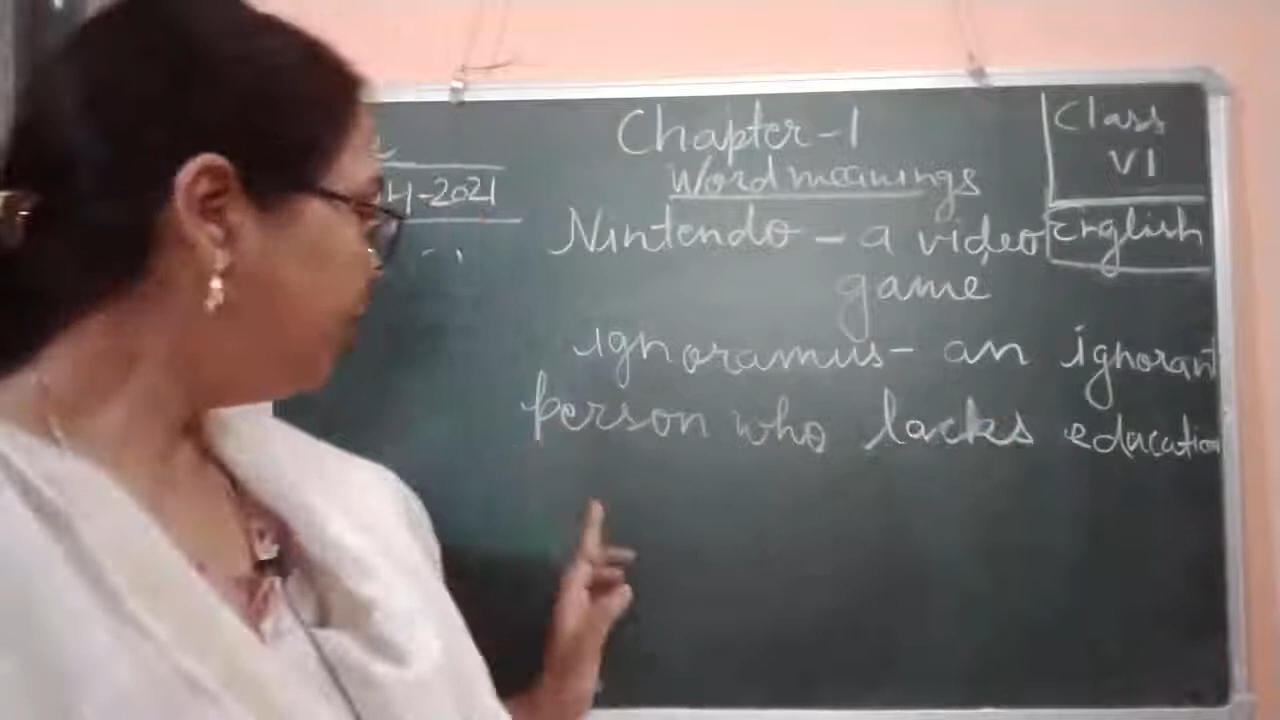 Chapter-1
Word meanings
Class
VI
English
4-2021
Nintendo - a video
game
ignoramus- an ignorant
person who lacks education